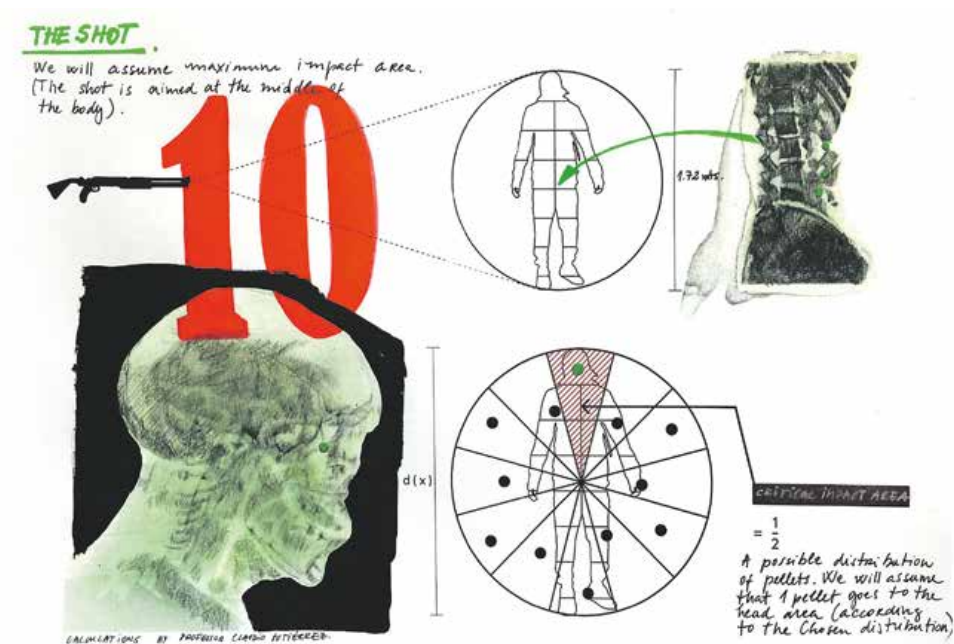 THE SHOT.
We will assume maximum impact area.
(The shot is aimed at the middle of
the body).
10
1.72 mts.
d(x)
CRITICAL IMPACT AREA
= 1/2
A possible distribution
of pellets. We will assume
that 1 pellet goes to the
head area (according
to the chosen distribution)
CALCULATIONS BY PROFESSOR CLAUDIO GUTIÉRREZ.